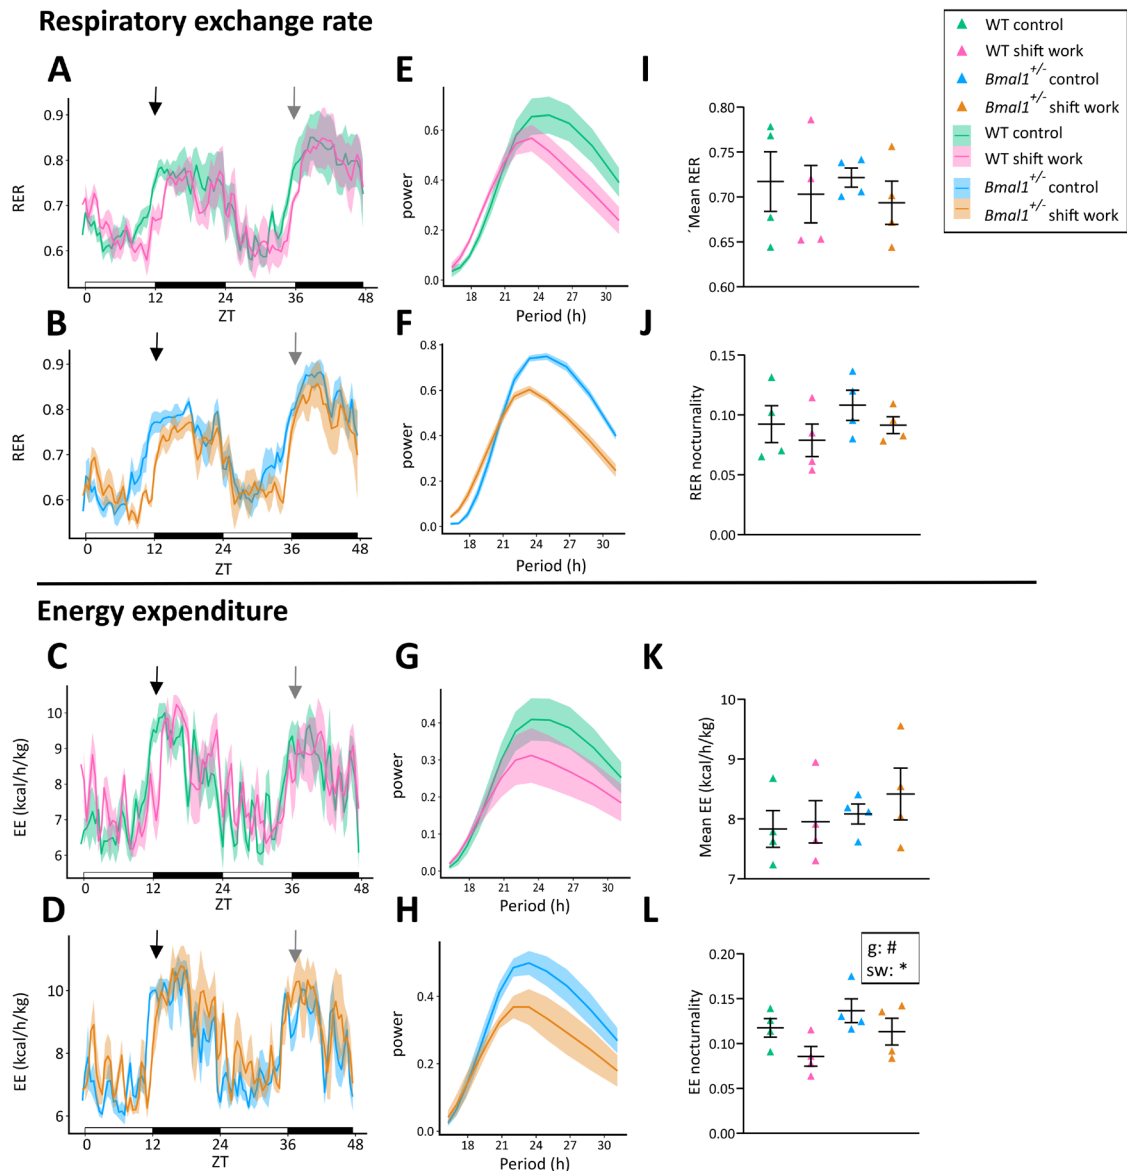 Respiratory exchange rate
WT control
WT shift work
Bmal1+/- control
Bmal1+/- shift work
WT control
WT shift work
Bmal1+/- control
Bmal1+/- shift work
A
RER
0.9
0.8
0.7
0.6
0 12 24 36 48
ZT
E
power
0.6
0.4
0.2
0.0
18 21 24 27 30
Period (h)
I
´Mean RER
0.80
0.75
0.70
0.65
0.60
B
RER
0.9
0.8
0.7
0.6
0 12 24 36 48
ZT
F
power
0.8
0.6
0.4
0.2
0.0
18 21 24 27 30
Period (h)
J
RER nocturnality
0.15
0.10
0.05
0.00
Energy expenditure
C
EE (kcal/h/kg)
10
9
8
7
6
0 12 24 36 48
ZT
G
power
0.4
0.3
0.2
0.1
0.0
18 21 24 27 30
Period (h)
K
Mean EE (kcal/h/kg)
10
9
8
7
D
EE (kcal/h/kg)
10
8
6
0 12 24 36 48
ZT
H
power
0.4
0.2
0.0
18 21 24 27 30
Period (h)
L
g: #
sw: *
EE nocturnality
0.20
0.15
0.10
0.05
0.00